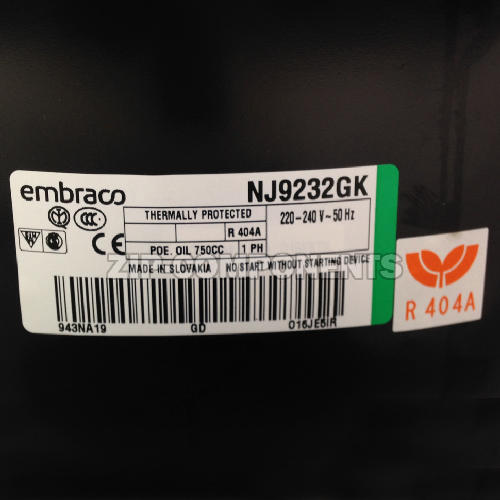 embraco NJ9232GK
THERMALLY PROTECTED
R 404A
220-240 V ~ 50 Hz
POE. OIL 750CC 1 PH
MADE IN SLOVAKIA NO START WITHOUT STARTING DEVICE
943NA19 GD 016JE6IR
R 404A